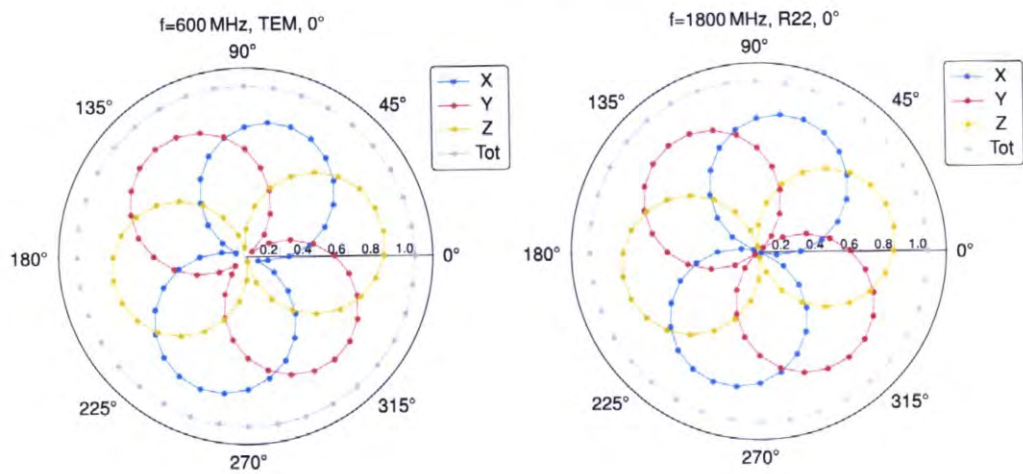 f=600 MHz, TEM, 0°
90°
135°
45°
180°
0.2 0.4 0.6 0.8 1.0
0°
225°
315°
270°
X
Y
Z
Tot
f=1800 MHz, R22, 0°
90°
135°
45°
180°
0.2 0.4 0.6 0.8 1.0
0°
225°
315°
270°
X
Y
Z
Tot